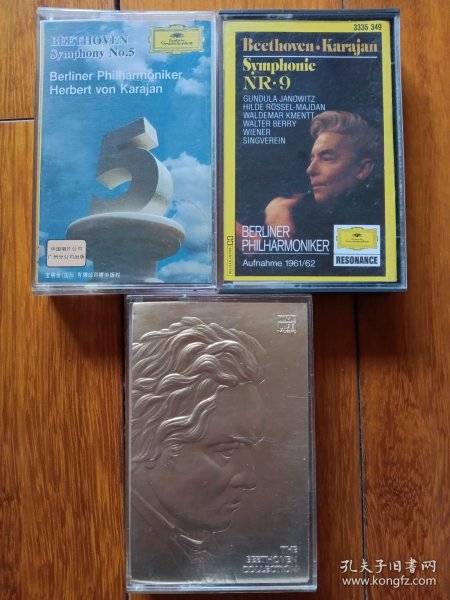 BEETHOVEN
Symphony No.5
Berliner Philharmoniker
Herbert von Karajan
5
中国唱片公司
广州分公司出版
3335 349
Beethoven · Karajan
Symphonie
NR·9
GUNDULA JANOWITZ
HILDE RÖSSEL-MAJDAN
WALDEMAR KMENTT
WALTER BERRY
WIENER
SINGVEREIN
BERLINER
PHILHARMONIKER
Aufnahme 1961/62
RESONANCE
THE
BEETHOVEN
COLLECTION
孔夫子旧书网
www.kongfz.com